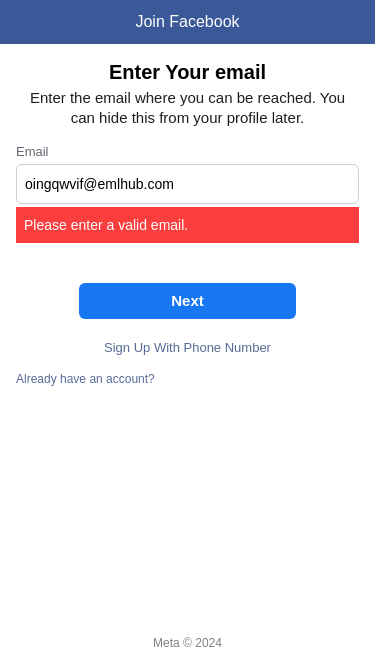 Join Facebook
Enter Your email
Enter the email where you can be reached. You
can hide this from your profile later.
Email
oingqwvif@emlhub.com
Please enter a valid email.
Next
Sign Up With Phone Number
Already have an account?
Meta © 2024